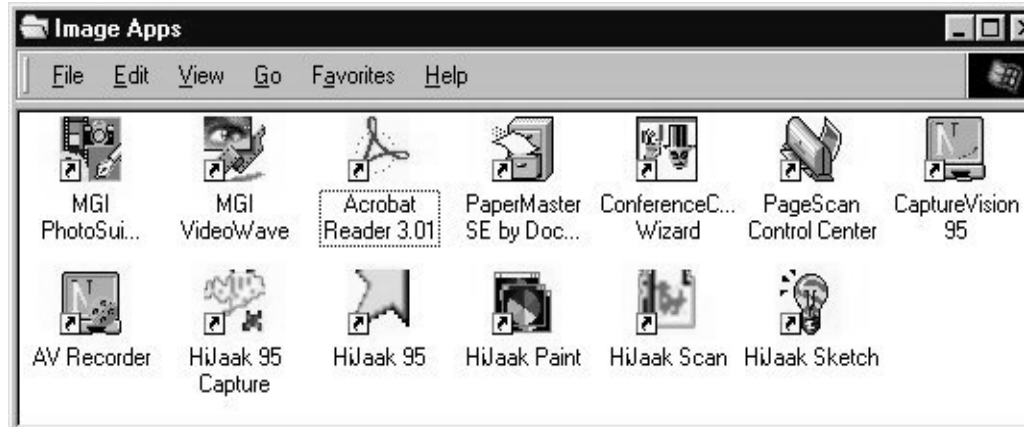 Image Apps
File Edit View Go Favorites Help
MGI PhotoSui...
MGI VideoWave
Acrobat Reader 3.01
PaperMaster SE by Doc...
ConferenceC... Wizard
PageScan Control Center
CaptureVision 95
AV Recorder
HiJaak 95 Capture
HiJaak 95
HiJaak Paint
HiJaak Scan
HiJaak Sketch